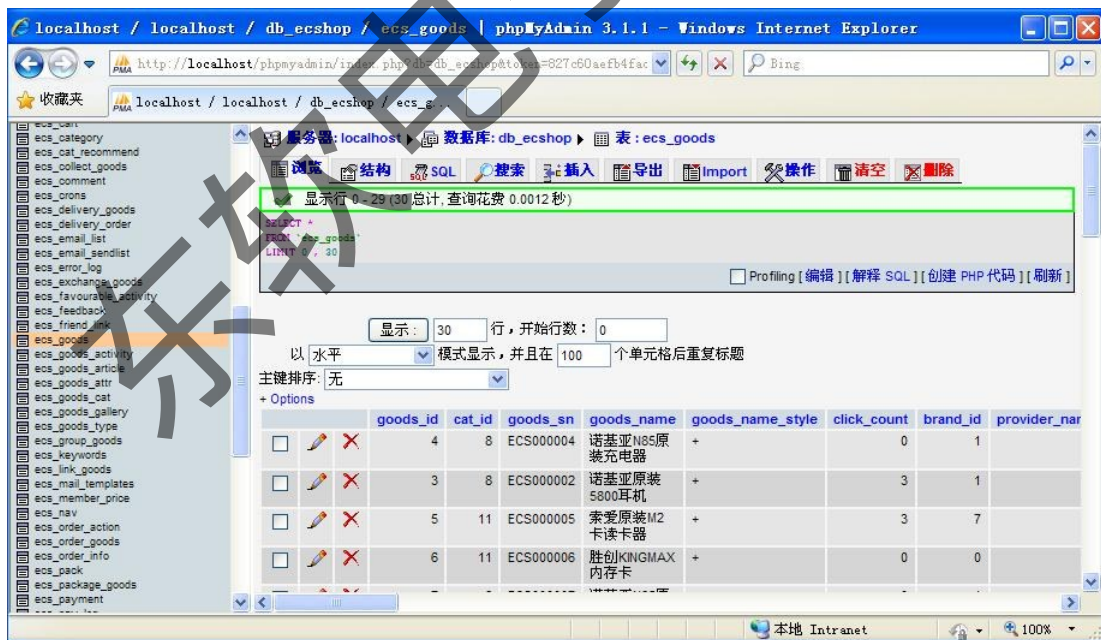 localhost / localhost / db_ecshop / ecs_goods | phpMyAdmin 3.1.1 - Windows Internet Explorer
http://localhost/phpmyadmin/index.php?db=db_ecshop&token=827c60aefb4fac
Bing
收藏夹
localhost / localhost / db_ecshop / ecs_g...
ecs_cart
ecs_category
ecs_cat_recommend
ecs_collect_goods
ecs_comment
ecs_crons
ecs_delivery_goods
ecs_delivery_order
ecs_email_list
ecs_email_sendlist
ecs_error_log
ecs_exchange_goods
ecs_favourable_activity
ecs_feedback
ecs_friend_link
ecs_goods
ecs_goods_activity
ecs_goods_article
ecs_goods_attr
ecs_goods_cat
ecs_goods_gallery
ecs_goods_type
ecs_group_goods
ecs_keywords
ecs_link_goods
ecs_mail_templates
ecs_member_price
ecs_nav
ecs_order_action
ecs_order_goods
ecs_order_info
ecs_pack
ecs_package_goods
ecs_payment
服务器: localhost ▶ 数据库: db_ecshop ▶ 表 : ecs_goods
浏览 结构 SQL 搜索 插入 导出 Import 操作 清空 删除
显示行 0 - 29 (30 总计, 查询花费 0.0012 秒)
SELECT *
FROM `ecs_goods`
LIMIT 0 , 30
Profiling [ 编辑 ] [ 解释 SQL ] [ 创建 PHP 代码 ] [ 刷新 ]
显示 : 30 行，开始行数： 0
以 水平 模式显示，并且在 100 个单元格后重复标题
主键排序: 无
+ Options
goods_id cat_id goods_sn goods_name goods_name_style click_count brand_id provider_nar
4 8 ECS000004 诺基亚N85原装充电器 + 0 1
3 8 ECS000002 诺基亚原装5800耳机 + 3 1
5 11 ECS000005 索爱原装M2卡读卡器 + 3 7
6 11 ECS000006 胜创KINGMAX内存卡 + 0 0
本地 Intranet
100%
东软电